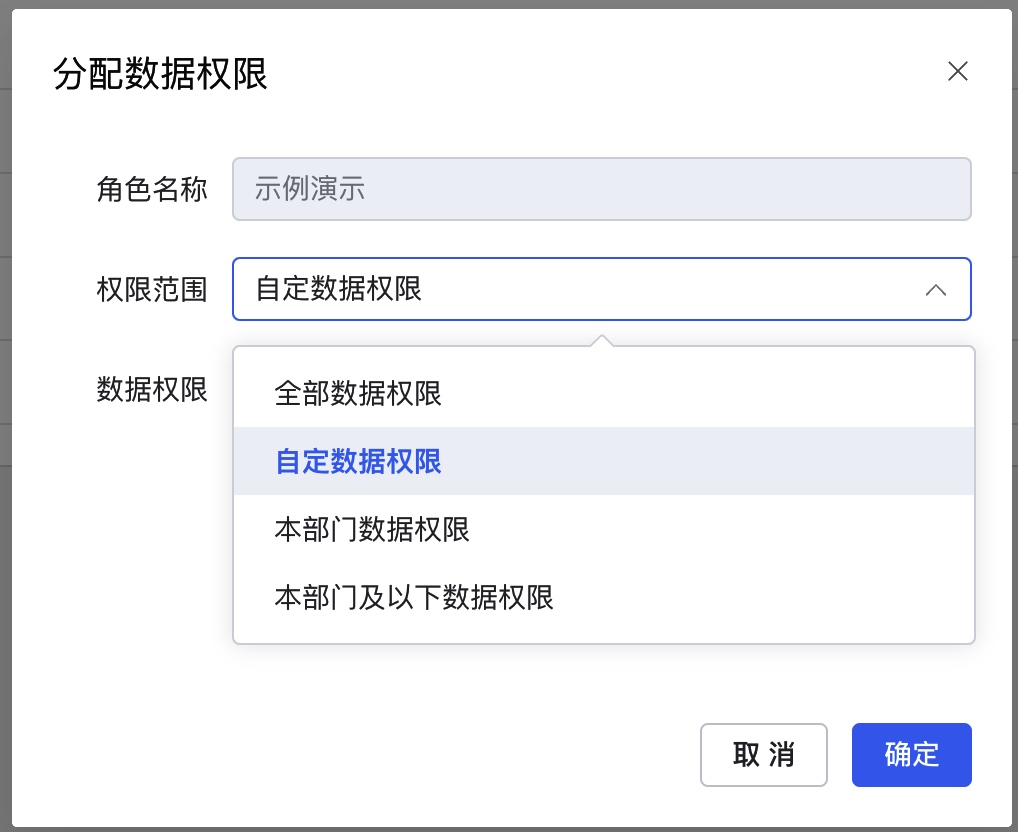 分配数据权限
角色名称 示例演示
权限范围 自定数据权限
数据权限
全部数据权限
自定数据权限
本部门数据权限
本部门及以下数据权限
取 消 确定